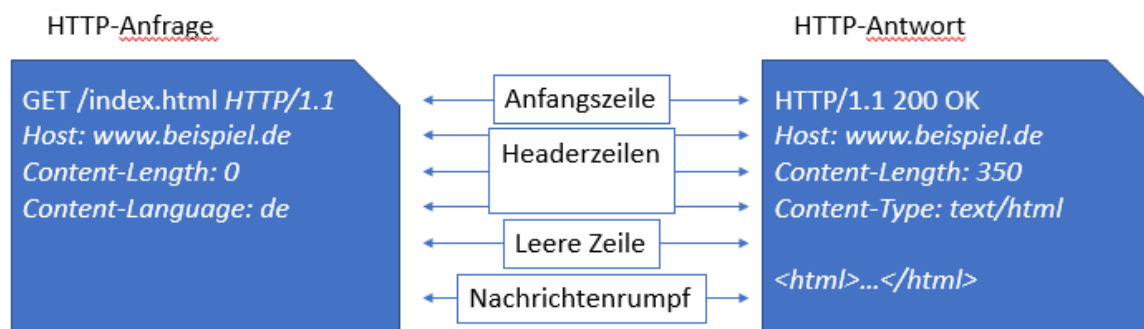 HTTP-Anfrage
GET /index.html HTTP/1.1
Host: www.beispiel.de
Content-Length: 0
Content-Language: de
Anfangszeile
Headerzeilen
Leere Zeile
Nachrichtenrumpf
HTTP-Antwort
HTTP/1.1 200 OK
Host: www.beispiel.de
Content-Length: 350
Content-Type: text/html
<html>...</html>